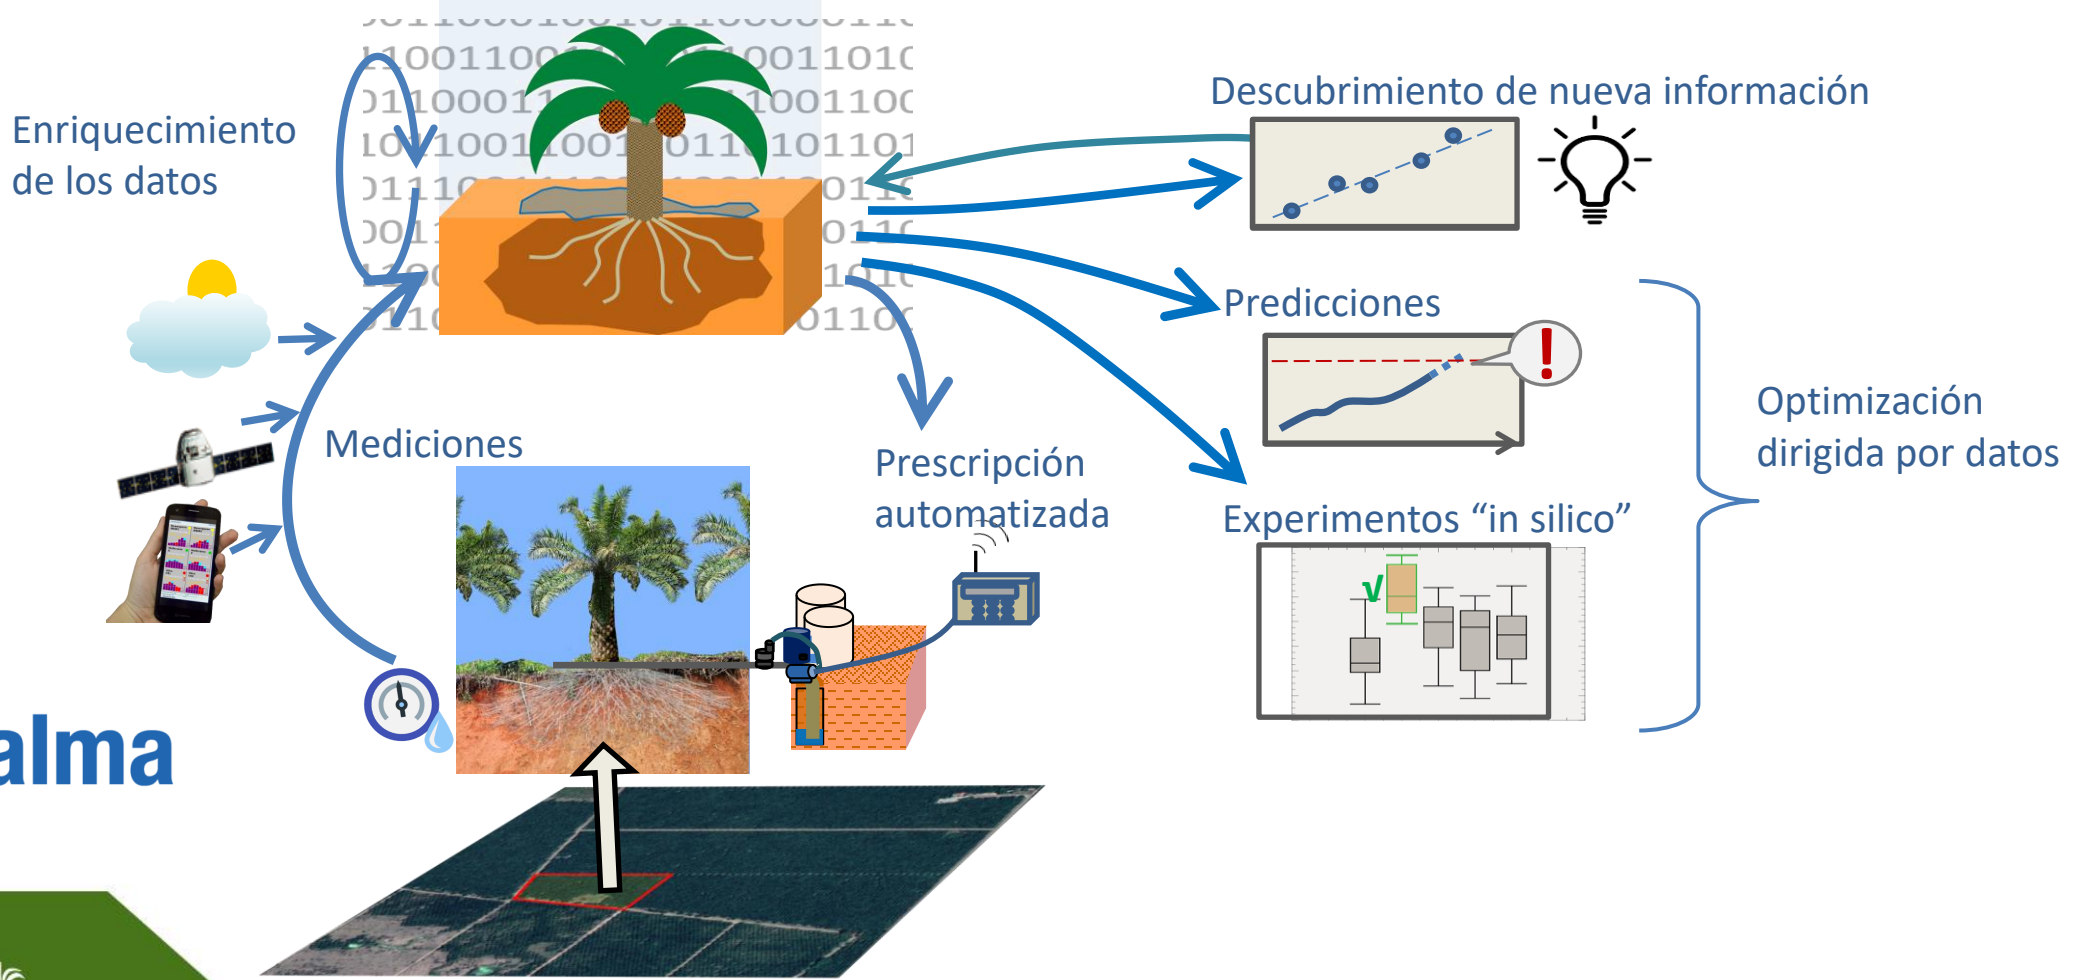 Enriquecimiento
de los datos
Descubrimiento de nueva información
Predicciones
!
Mediciones
Prescripción
automatizada
Optimización
dirigida por datos
Experimentos “in silico”
√
alma